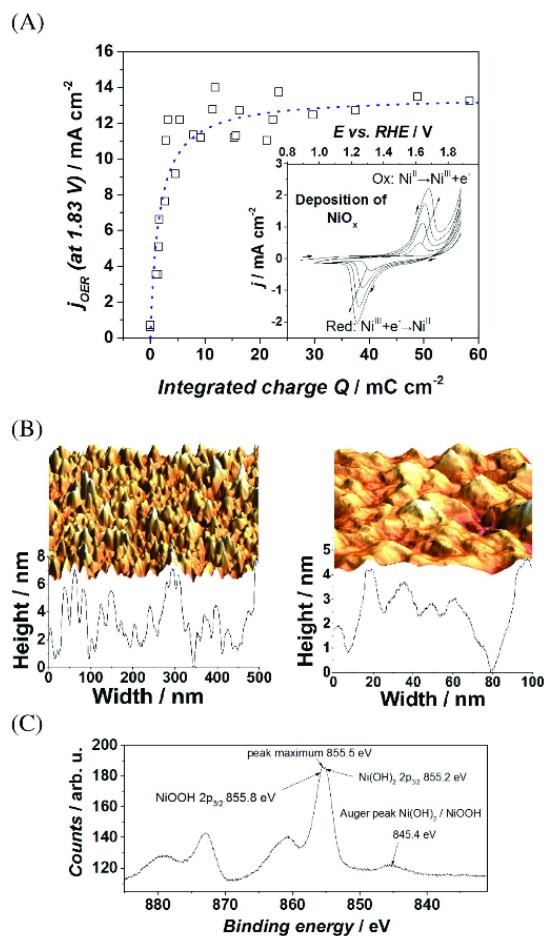 (A)
16
14
12
10
8
6
4
2
0
j_OER (at 1.83 V) / mA cm⁻²
0 10 20 30 40 50 60
Integrated charge Q / mC cm⁻²
E vs. RHE / V
0.8 1.0 1.2 1.4 1.6 1.8
Ox: Ni^II→Ni^III+e⁻
Deposition of
NiOₓ
j / mA cm⁻²
5
4
3
2
1
0
-1
-2
Red: Ni^III+e⁻→Ni^II
(B)
Height / nm
8
6
4
2
0
0 100 200 300 400 500
Width / nm
Height / nm
5
4
3
2
1
0
0 20 40 60 80 100
Width / nm
(C)
Counts / arb. u.
200
180
160
140
120
peak maximum 855.5 eV
Ni(OH)₂ 2p₃/₂ 855.2 eV
NiOOH 2p₃/₂ 855.8 eV
Auger peak Ni(OH)₂ / NiOOH
845.4 eV
880 870 860 850 840
Binding energy / eV